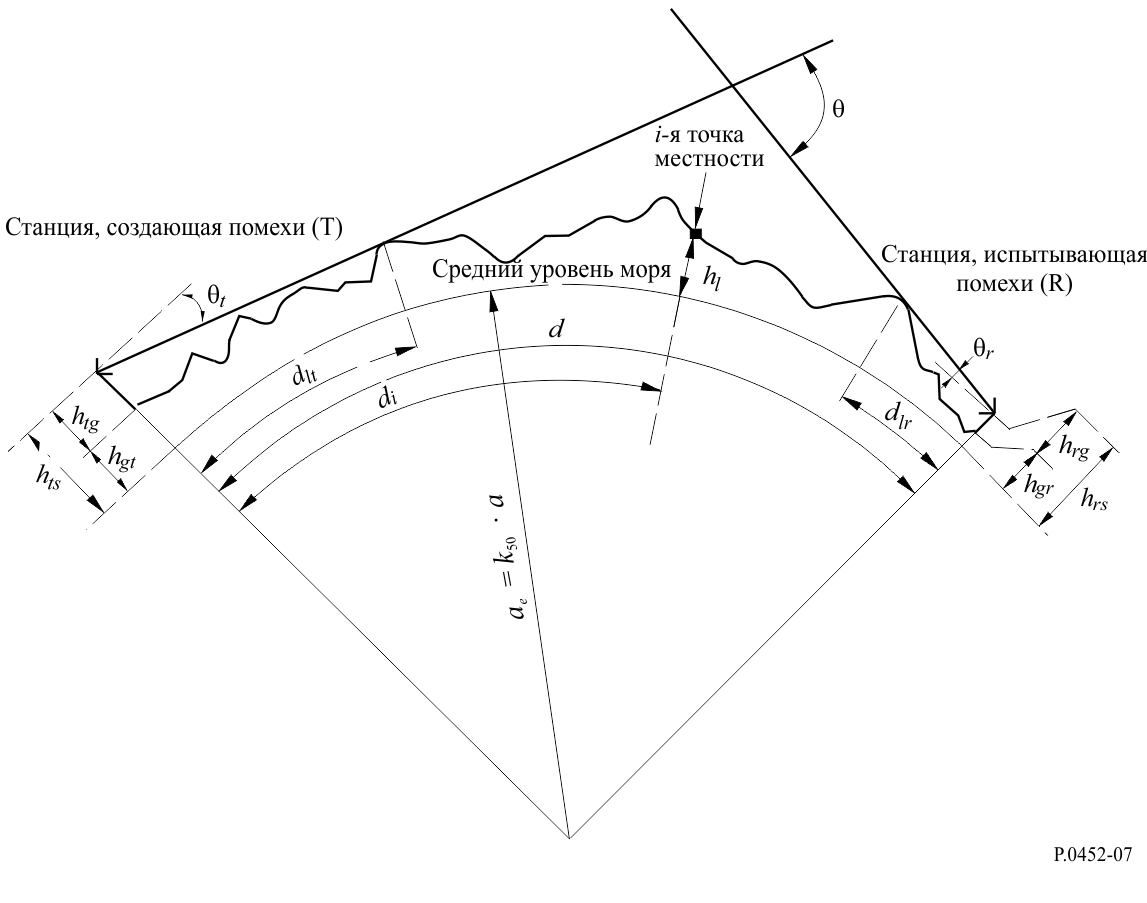 θ
i-я точка
местности
Станция, создающая помехи (T)
Станция, испытывающая
помехи (R)
Средний уровень моря
hl
θt
d
θr
dlt
di
dlr
htg
hgt
hts
hrg
hgr
hrs
ae = k50 · a
P.0452-07